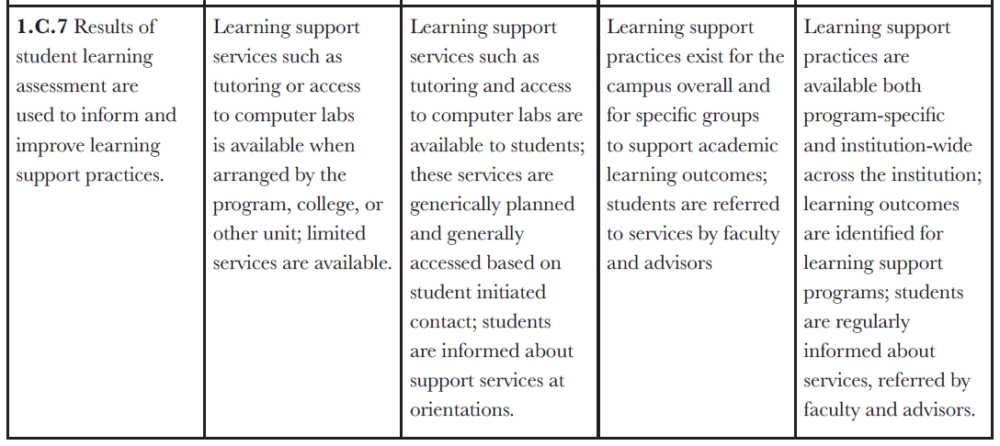 1.C.7 Results of
student learning
assessment are
used to inform and
improve learning
support practices.
Learning support
services such as
tutoring or access
to computer labs
is available when
arranged by the
program, college, or
other unit; limited
services are available.
Learning support
services such as
tutoring and access
to computer labs are
available to students;
these services are
generically planned
and generally
accessed based on
student initiated
contact; students
are informed about
support services at
orientations.
Learning support
practices exist for the
campus overall and
for specific groups
to support academic
learning outcomes;
students are referred
to services by faculty
and advisors
Learning support
practices are
available both
program-specific
and institution-wide
across the institution;
learning outcomes
are identified for
learning support
programs; students
are regularly
informed about
services, referred by
faculty and advisors.